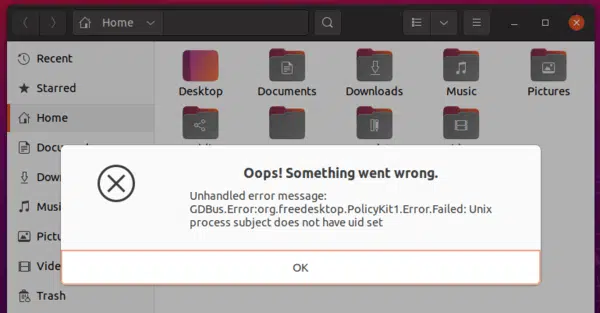 Home
Recent
Starred
Home
Desktop
Documents
Downloads
Music
Pictures
Oops! Something went wrong.
Unhandled error message:
GDBus.Error:org.freedesktop.PolicyKit1.Error.Failed: Unix
process subject does not have uid set
OK
Trash